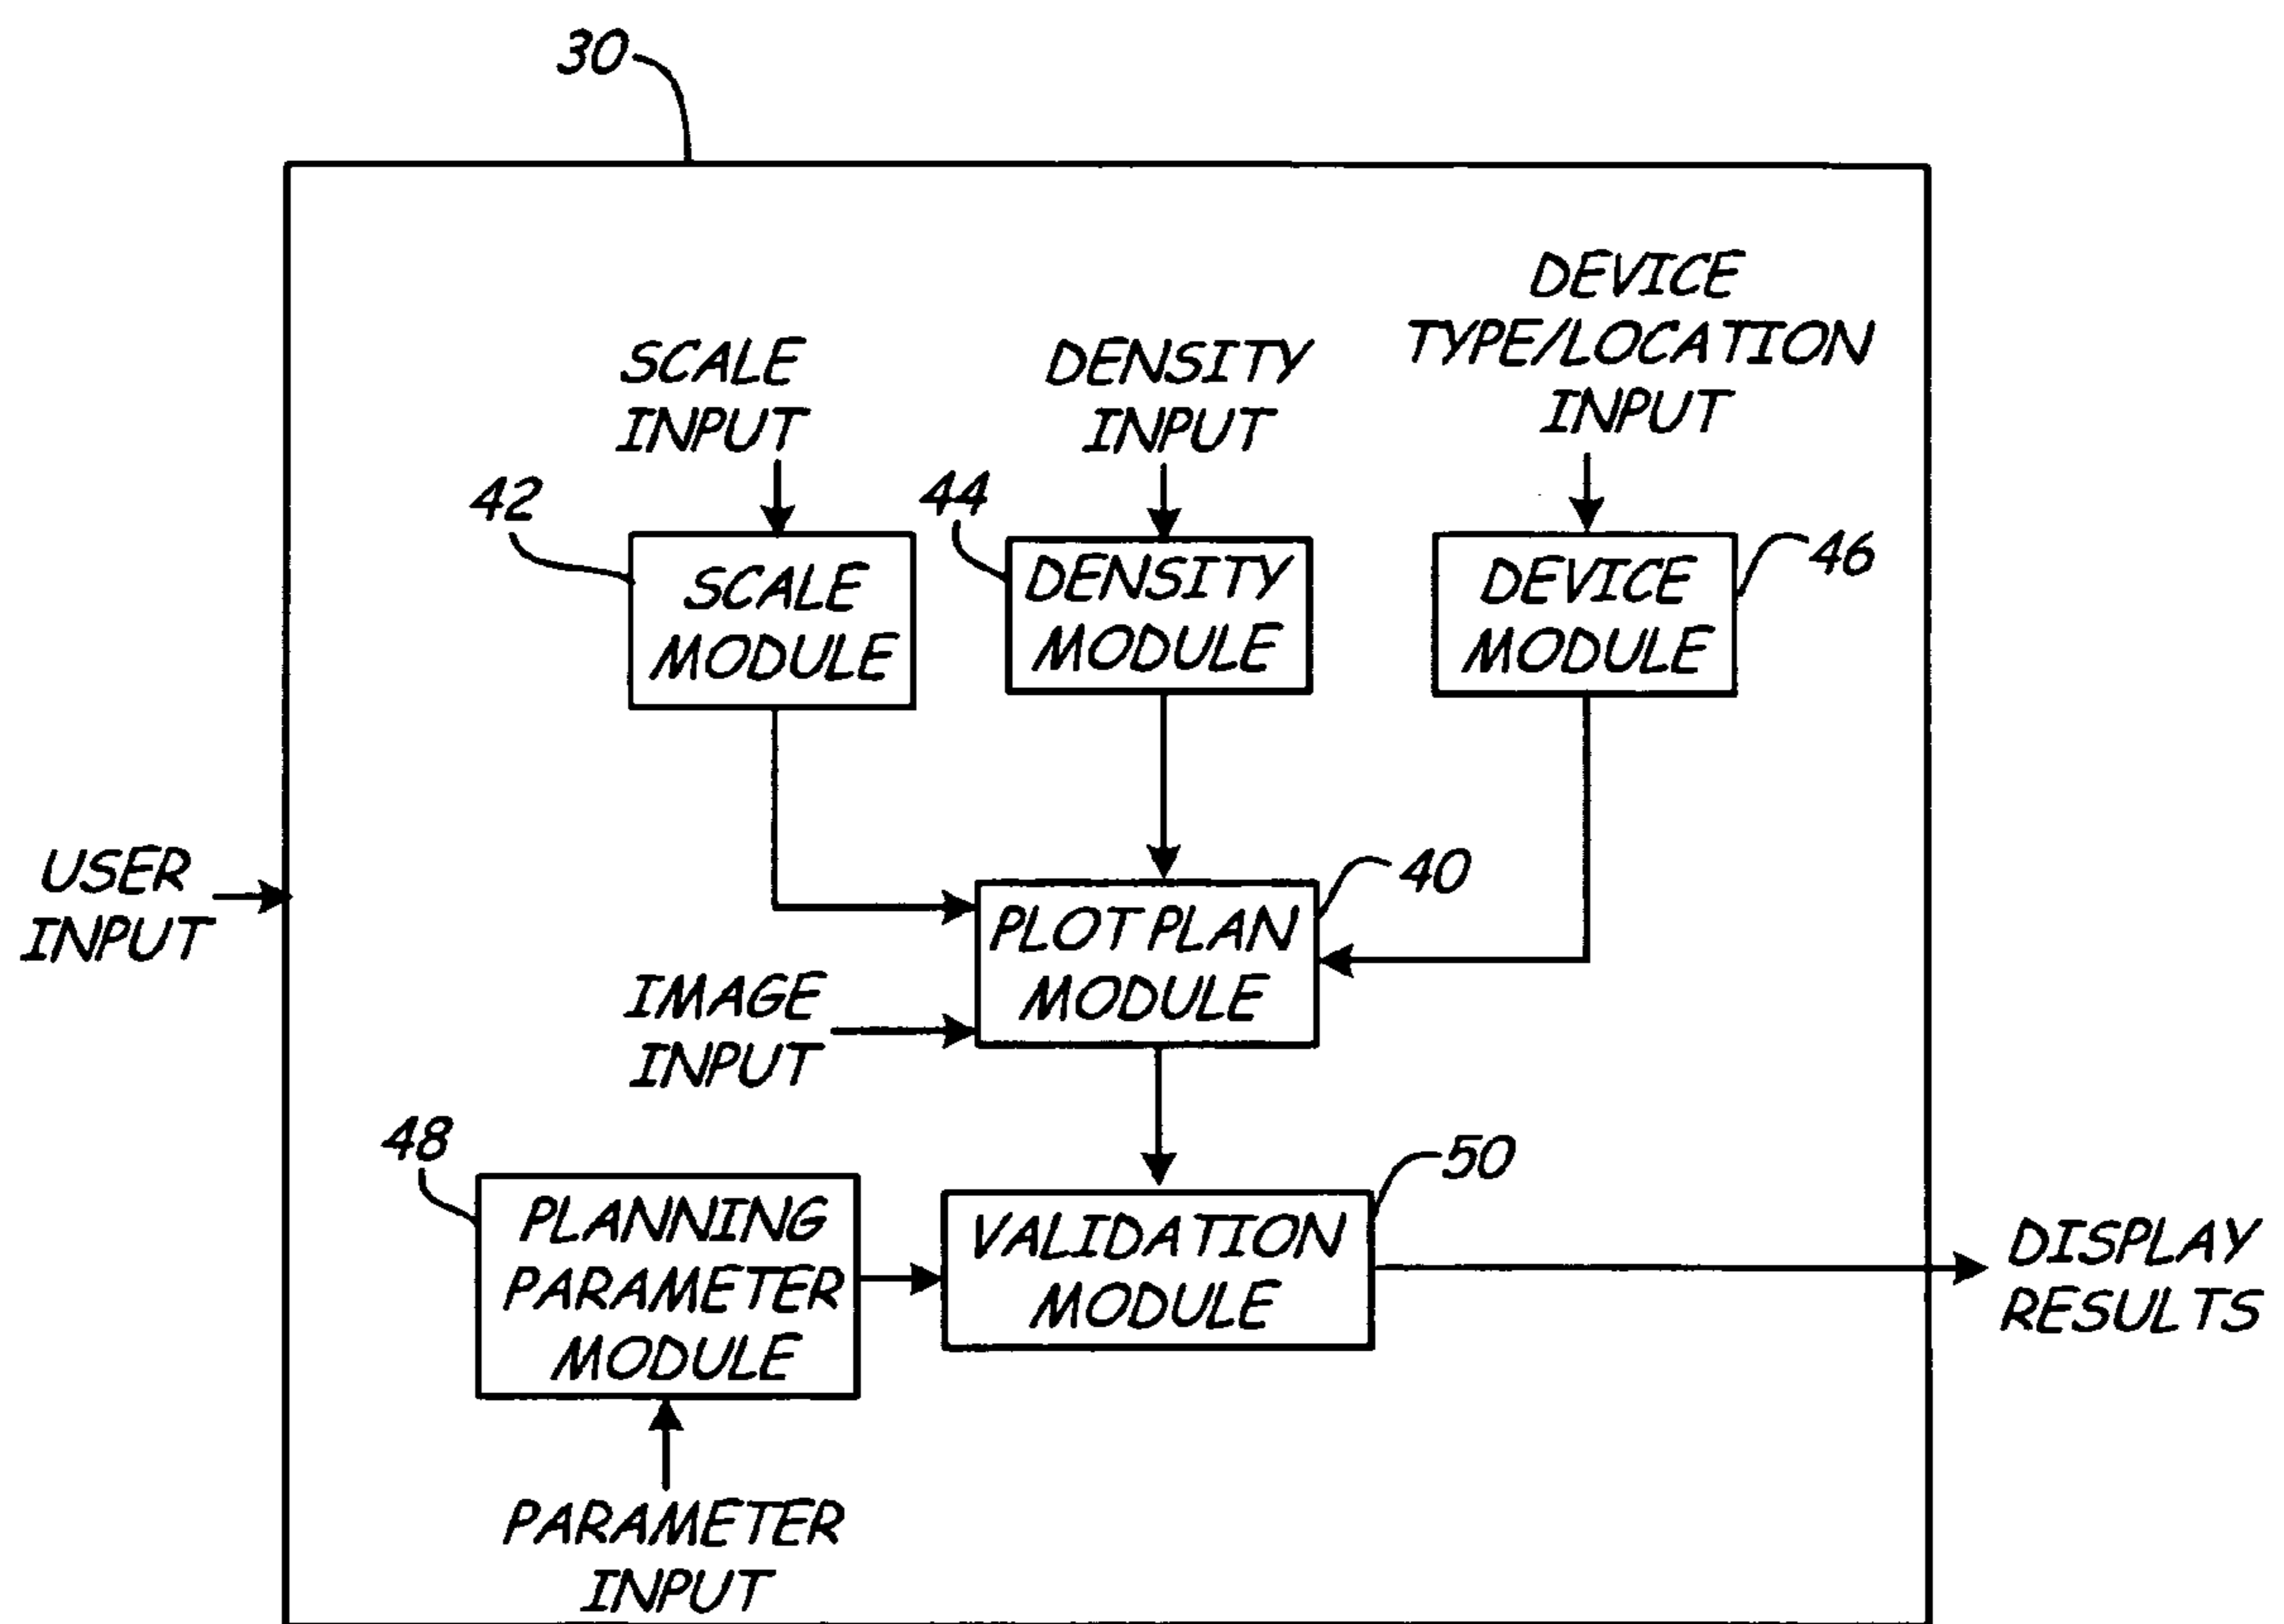 30
DEVICE
TYPE/LOCATION
INPUT
SCALE
INPUT
DENSITY
INPUT
42
44
46
SCALE
MODULE
DENSITY
MODULE
DEVICE
MODULE
USER
INPUT
40
PLOT PLAN
MODULE
IMAGE
INPUT
48
50
PLANNING
PARAMETER
MODULE
VALIDATION
MODULE
DISPLAY
RESULTS
PARAMETER
INPUT